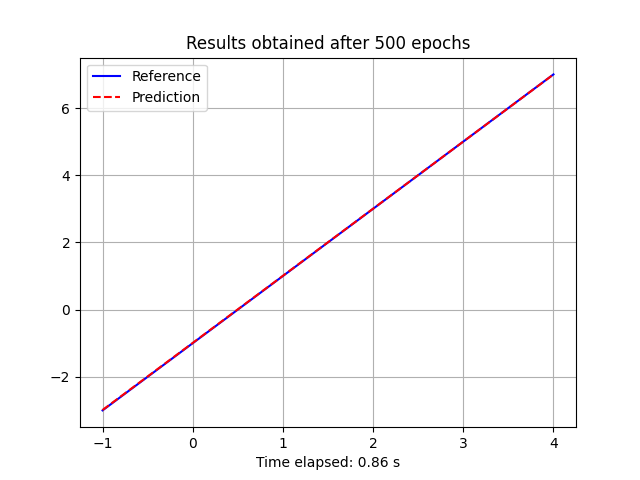 Results obtained after 500 epochs
Reference
Prediction
6
4
2
0
−2
−1 0 1 2 3 4
Time elapsed: 0.86 s